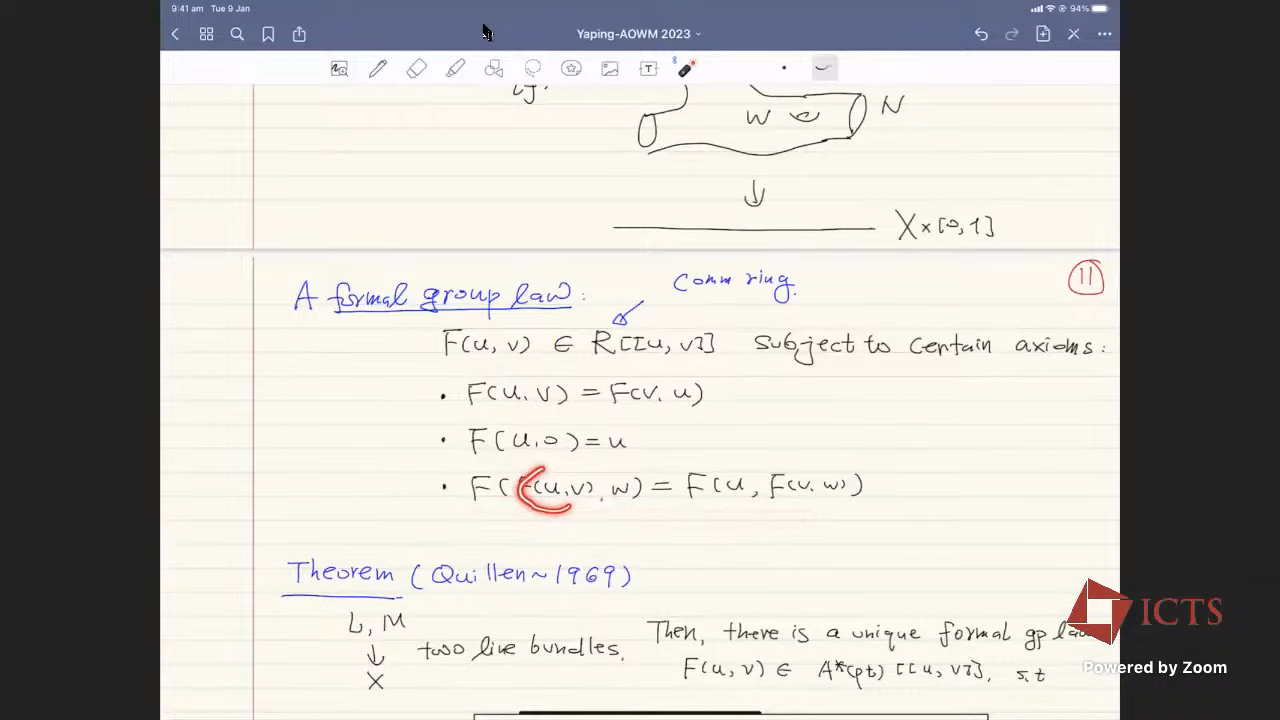 9:41 am Tue 9 Jan
94%
Yaping-AOWM 2023
eg.
W
N
X × [0, 1]
A formal group law :
Comm ring.
11
F(u, v) ∈ R[[u, v]] subject to certain axioms :
· F(u, v) = F(v, u)
· F(u, 0) = u
· F(F(u,v), w) = F(u, F(v, w))
Theorem (Quillen ~ 1969)
L, M
↓
X
two line bundles.
Then, there is a unique formal gp law
F(u, v) ∈ A*(pt) [[u, v]], s.t
ICTS
Powered by Zoom